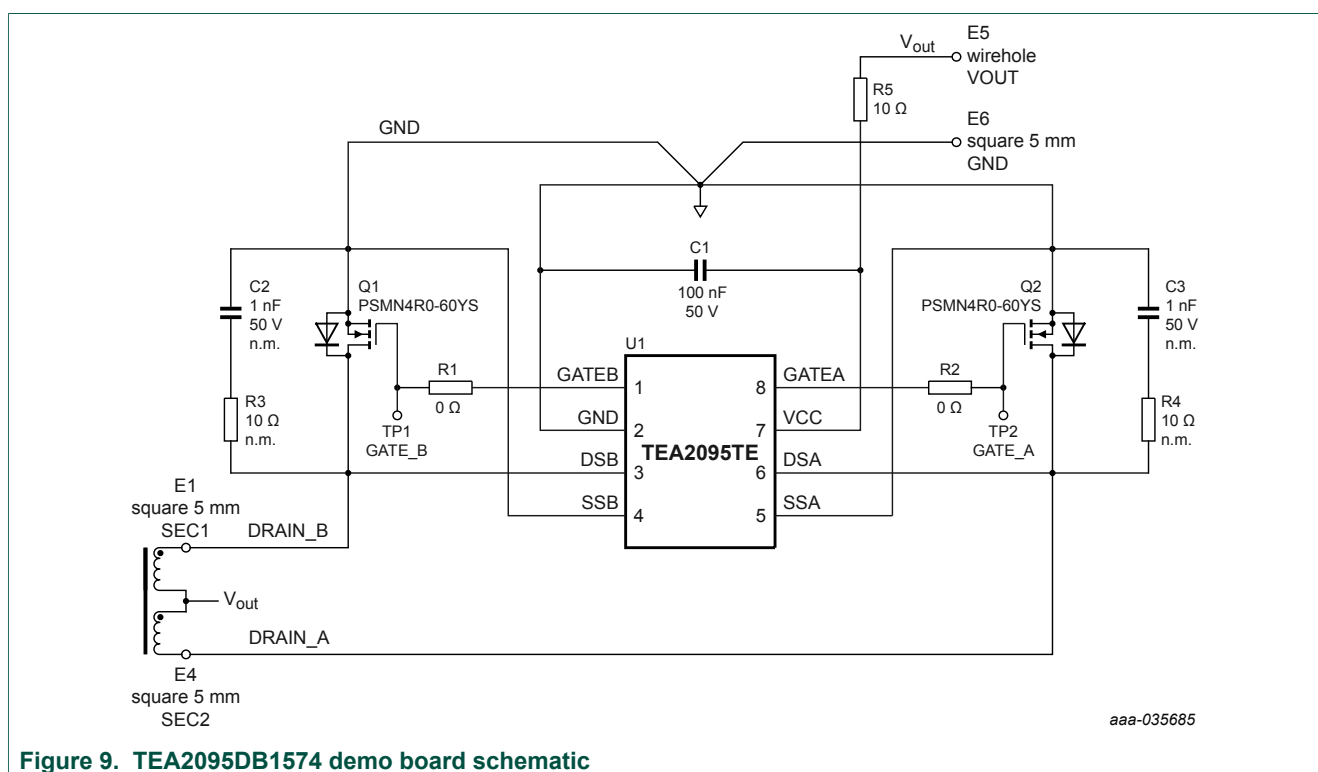 E5
V_out
wirehole
VOUT
R5
10 Ω
GND
E6
square 5 mm
GND
C1
100 nF
50 V
C2
1 nF
50 V
n.m.
Q1
PSMN4R0-60YS
Q2
PSMN4R0-60YS
C3
1 nF
50 V
n.m.
U1
R1
0 Ω
GATEB
1
8
GATEA
R2
0 Ω
R3
10 Ω
n.m.
TP1
GATE_B
GND
2
7
VCC
TP2
GATE_A
R4
10 Ω
n.m.
TEA2095TE
DSB
3
6
DSA
SSB
4
5
SSA
E1
square 5 mm
SEC1
DRAIN_B
V_out
DRAIN_A
E4
square 5 mm
SEC2
aaa-035685
Figure 9. TEA2095DB1574 demo board schematic